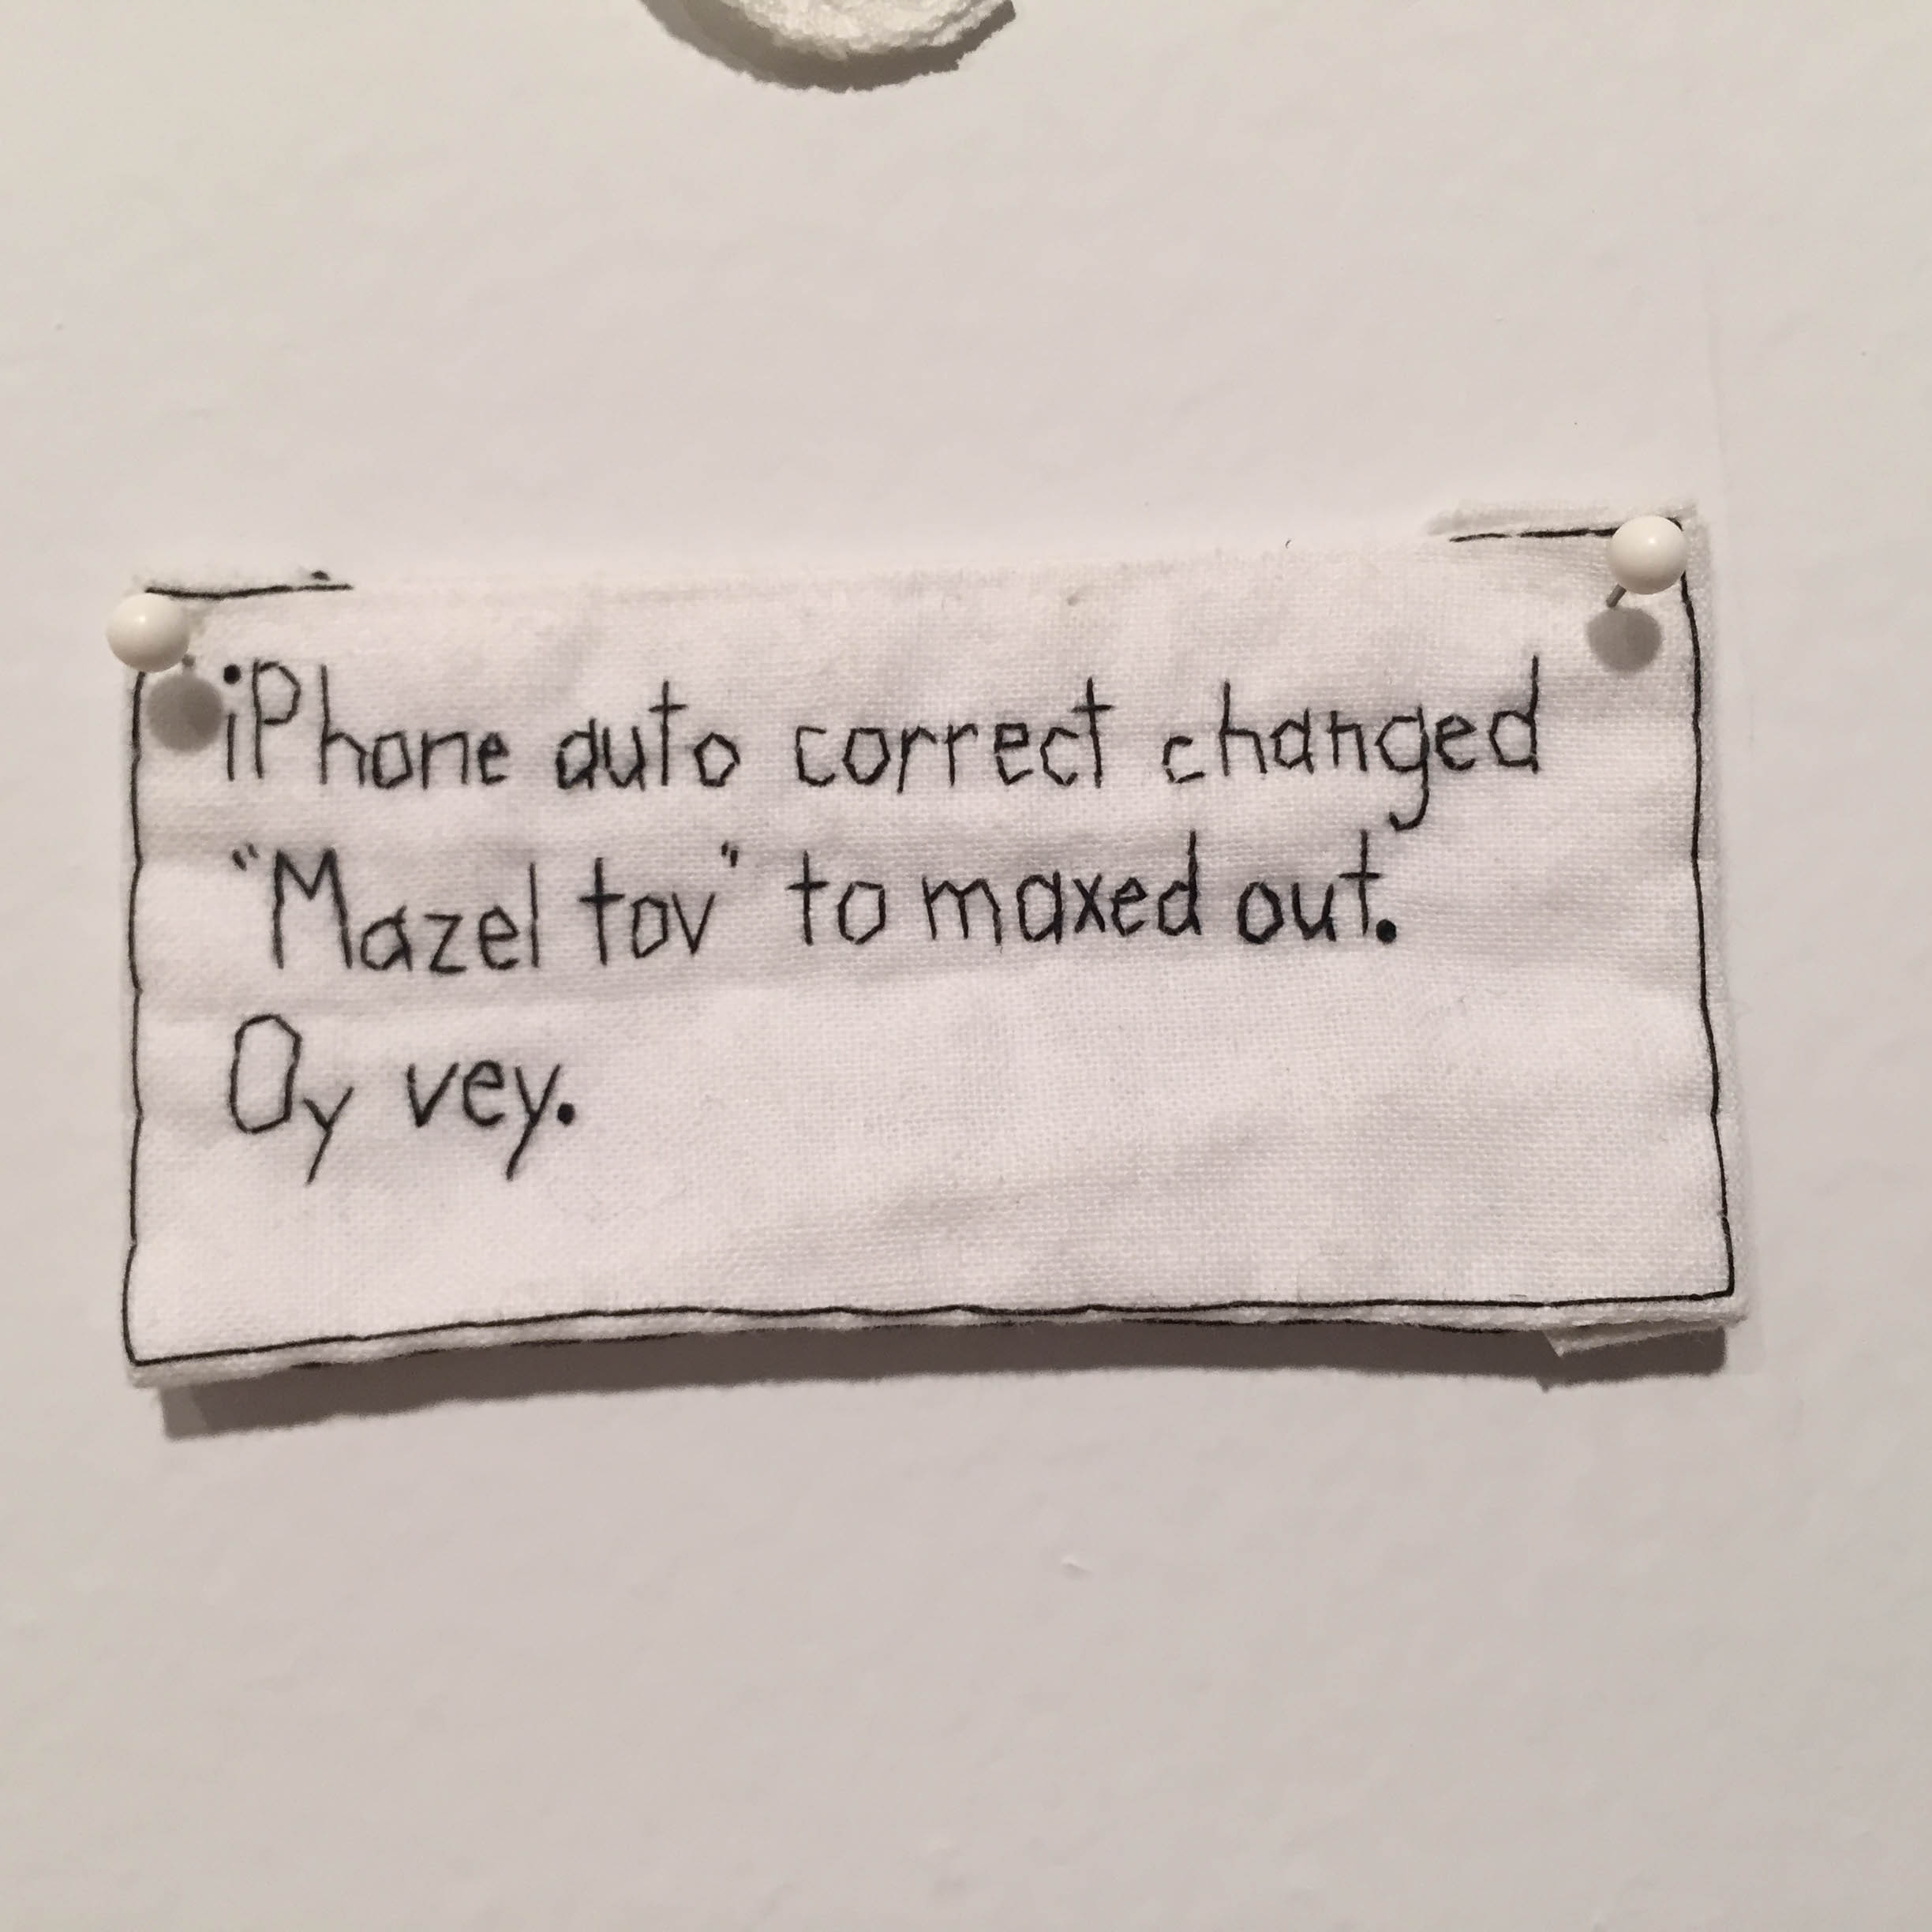 iPhone auto correct changed
“Mazel tov” to maxed out.
Oy vey.